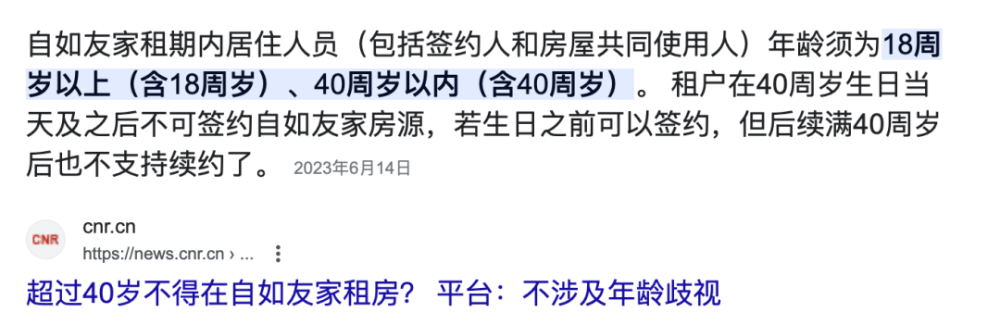 自如友家租期内居住人员（包括签约人和房屋共同使用人）年龄须为18周
岁以上（含18周岁）、40周岁以内（含40周岁）。 租户在40周岁生日当
天及之后不可签约自如友家房源，若生日之前可以签约，但后续满40周岁
后也不支持续约了。 2023年6月14日
CNR
cnr.cn
https://news.cnr.cn › ...
超过40岁不得在自如友家租房？ 平台：不涉及年龄歧视